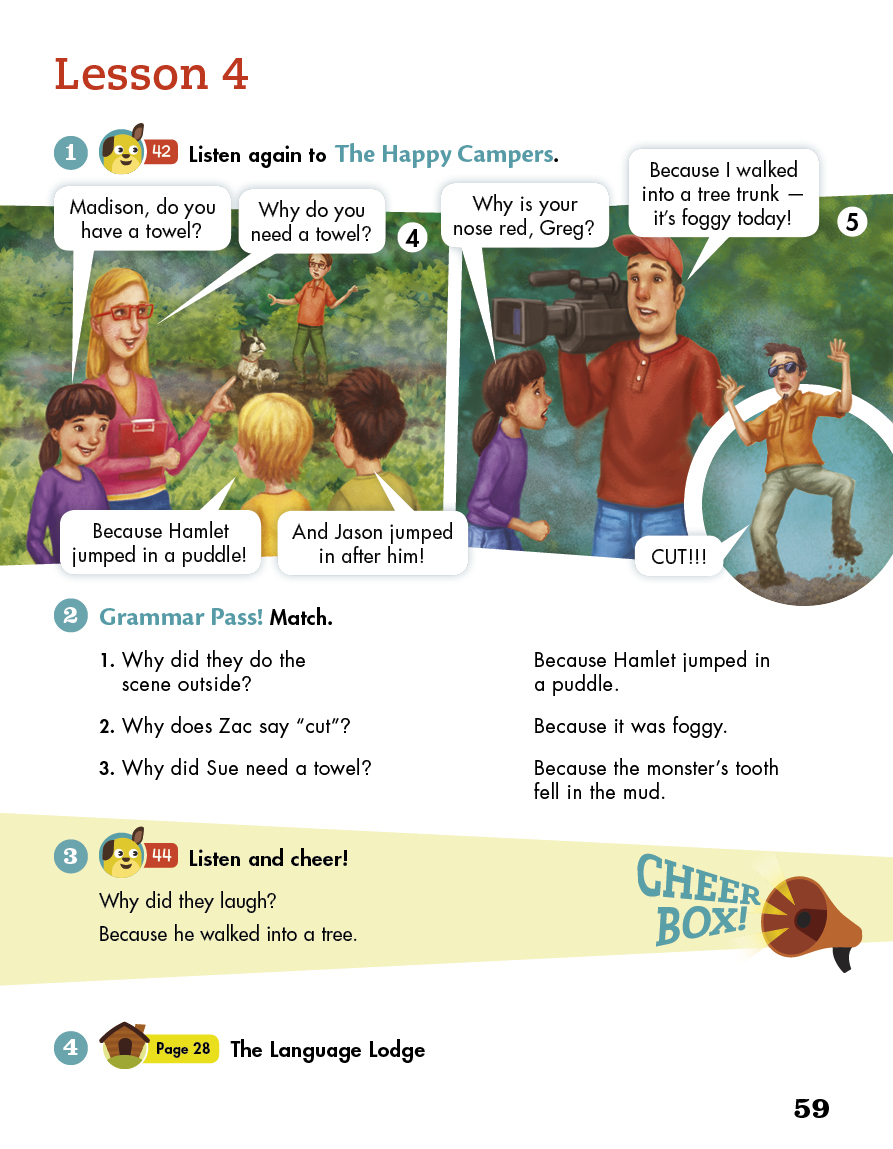 Lesson 4
1 42 Listen again to The Happy Campers.
Madison, do you
have a towel?
Why do you
need a towel?
4
Because Hamlet
jumped in a puddle!
And Jason jumped
in after him!
Why is your
nose red, Greg?
Because I walked
into a tree trunk —
it's foggy today!
5
CUT!!!
2 Grammar Pass! Match.
1. Why did they do the
scene outside?
Because Hamlet jumped in
a puddle.
2. Why does Zac say “cut”?
Because it was foggy.
3. Why did Sue need a towel?
Because the monster's tooth
fell in the mud.
3 44 Listen and cheer!
Why did they laugh?
Because he walked into a tree.
CHEER
BOX!
4 Page 28 The Language Lodge
59